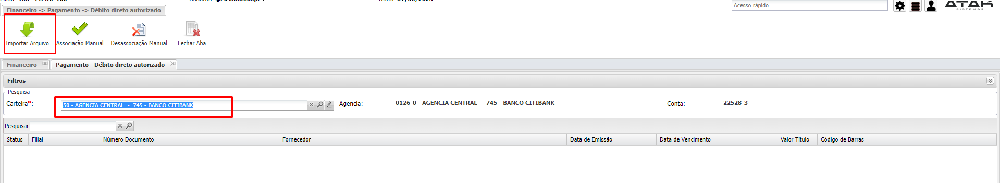 Financeiro -> Pagamento -> Débito direto autorizado
Acesso rápido
ATAK
SISTEMAS
Importar Arquivo
Associação Manual
Desassociação Manual
Fechar Aba
Financeiro
Pagamento - Débito direto autorizado
Filtros
Pesquisa
Carteira*:
50 - AGENCIA CENTRAL - 745 - BANCO CITIBANK
Agencia:
0126-0 - AGENCIA CENTRAL - 745 - BANCO CITIBANK
Conta:
22528-3
Pesquisar
Status
Filial
Número Documento
Fornecedor
Data de Emissão
Data de Vencimento
Valor Título
Código de Barras